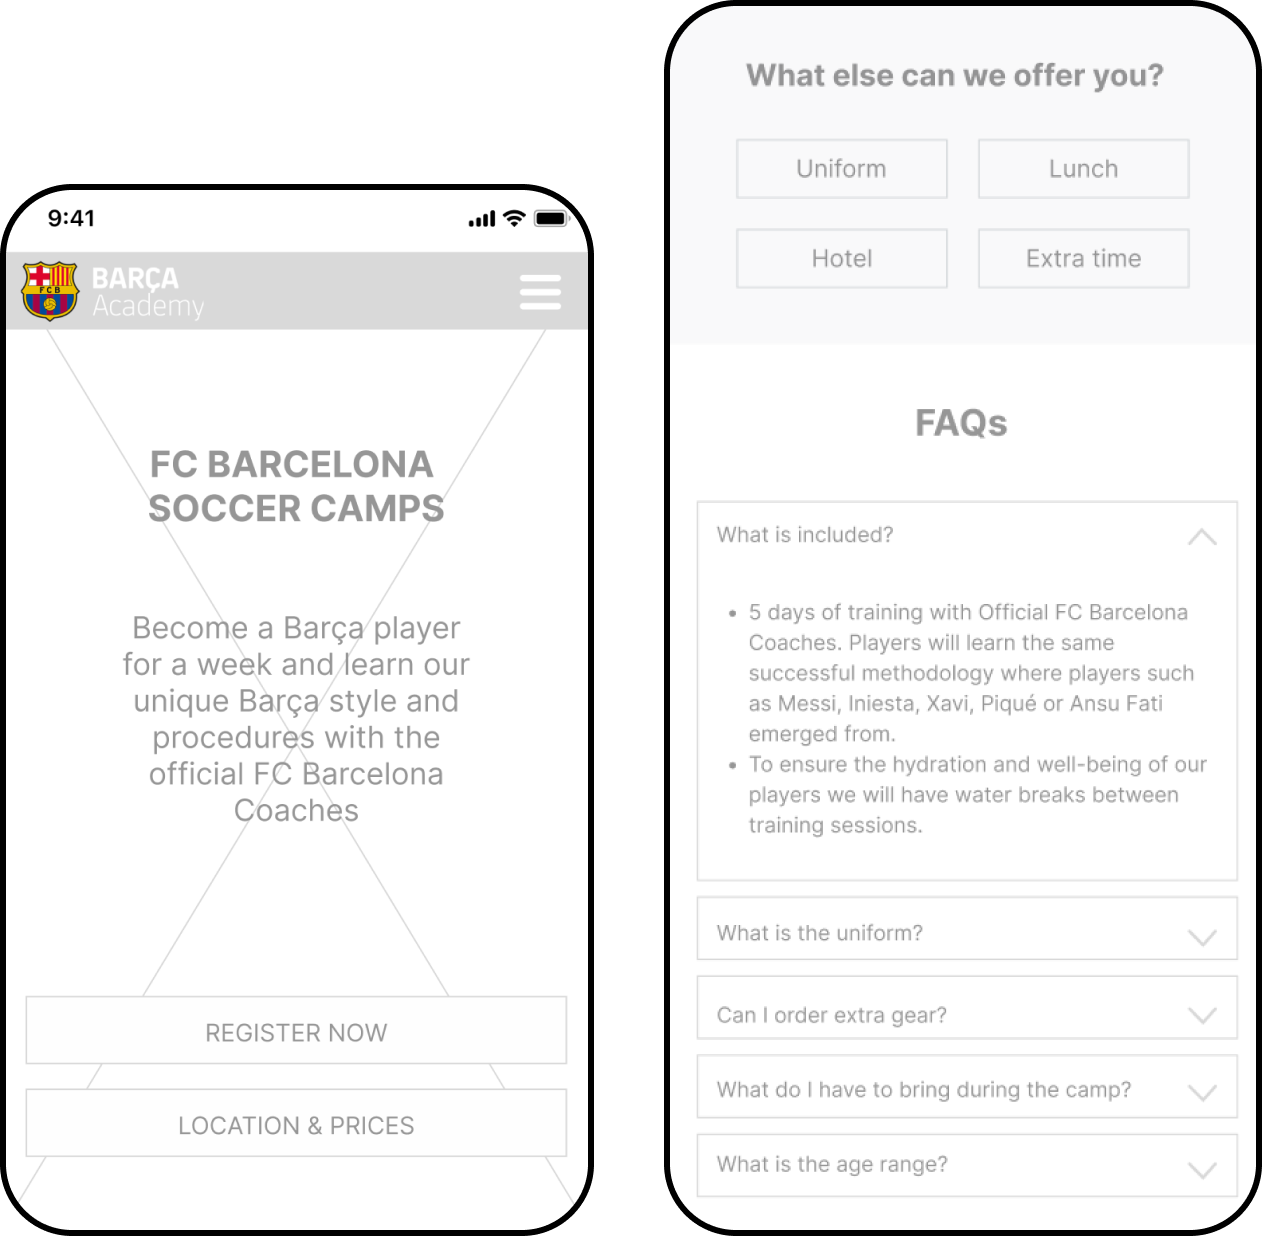 9:41
FCB
BARÇA
Academy
FC BARCELONA
SOCCER CAMPS
Become a Barça player
for a week and learn our
unique Barça style and
procedures with the
official FC Barcelona
Coaches
REGISTER NOW
LOCATION & PRICES
What else can we offer you?
Uniform
Lunch
Hotel
Extra time
FAQs
What is included?
• 5 days of training with Official FC Barcelona
Coaches. Players will learn the same
successful methodology where players such
as Messi, Iniesta, Xavi, Piqué or Ansu Fati
emerged from.
• To ensure the hydration and well-being of our
players we will have water breaks between
training sessions.
What is the uniform?
Can I order extra gear?
What do I have to bring during the camp?
What is the age range?